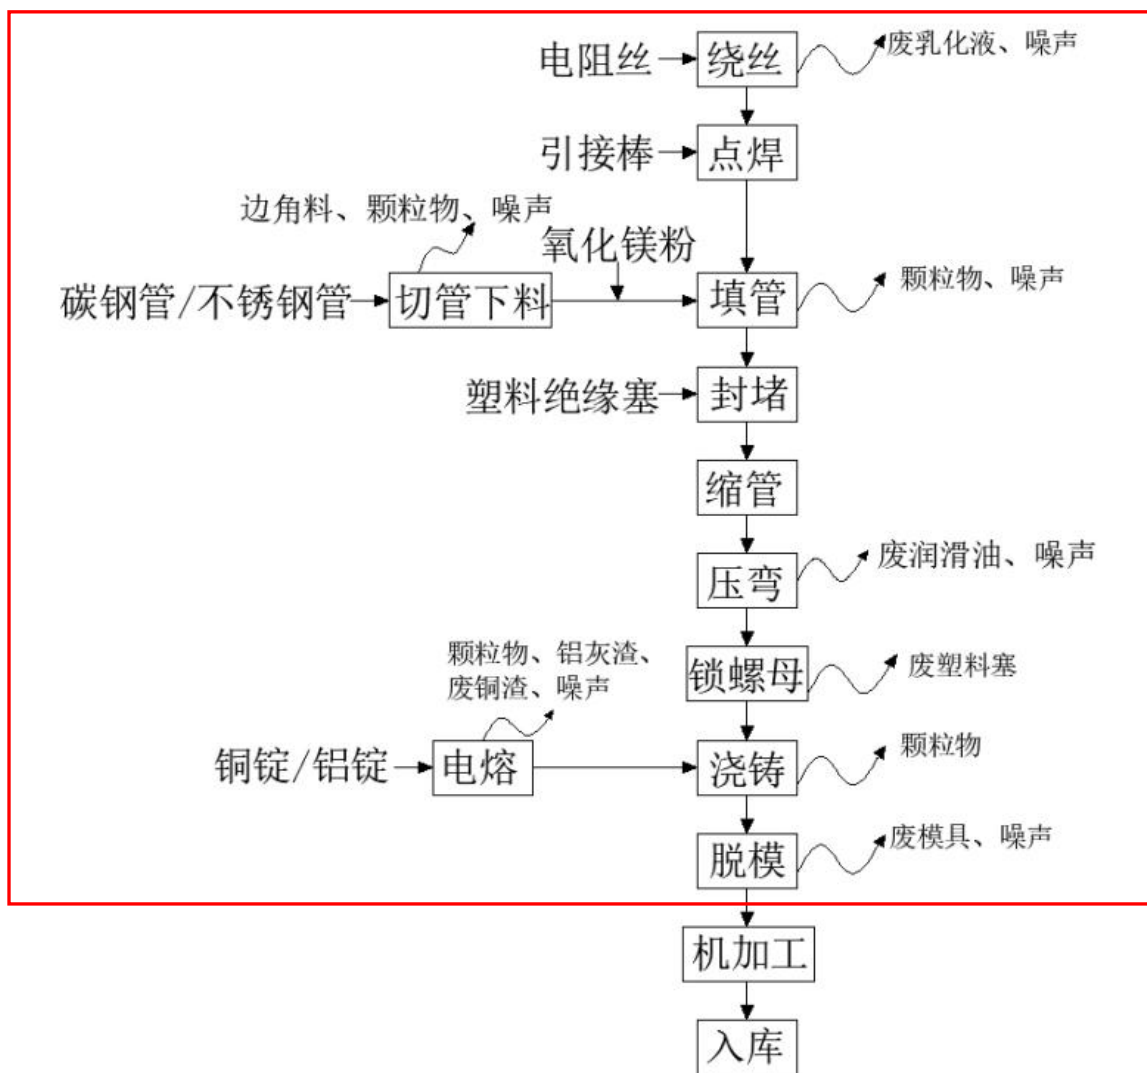 电阻丝
绕丝
废乳化液、噪声
引接棒
点焊
边角料、颗粒物、噪声
氧化镁粉
碳钢管/不锈钢管
切管下料
填管
颗粒物、噪声
塑料绝缘塞
封堵
缩管
压弯
废润滑油、噪声
颗粒物、铝灰渣、
废铜渣、噪声
锁螺母
废塑料塞
铜锭/铝锭
电熔
浇铸
颗粒物
脱模
废模具、噪声
机加工
入库